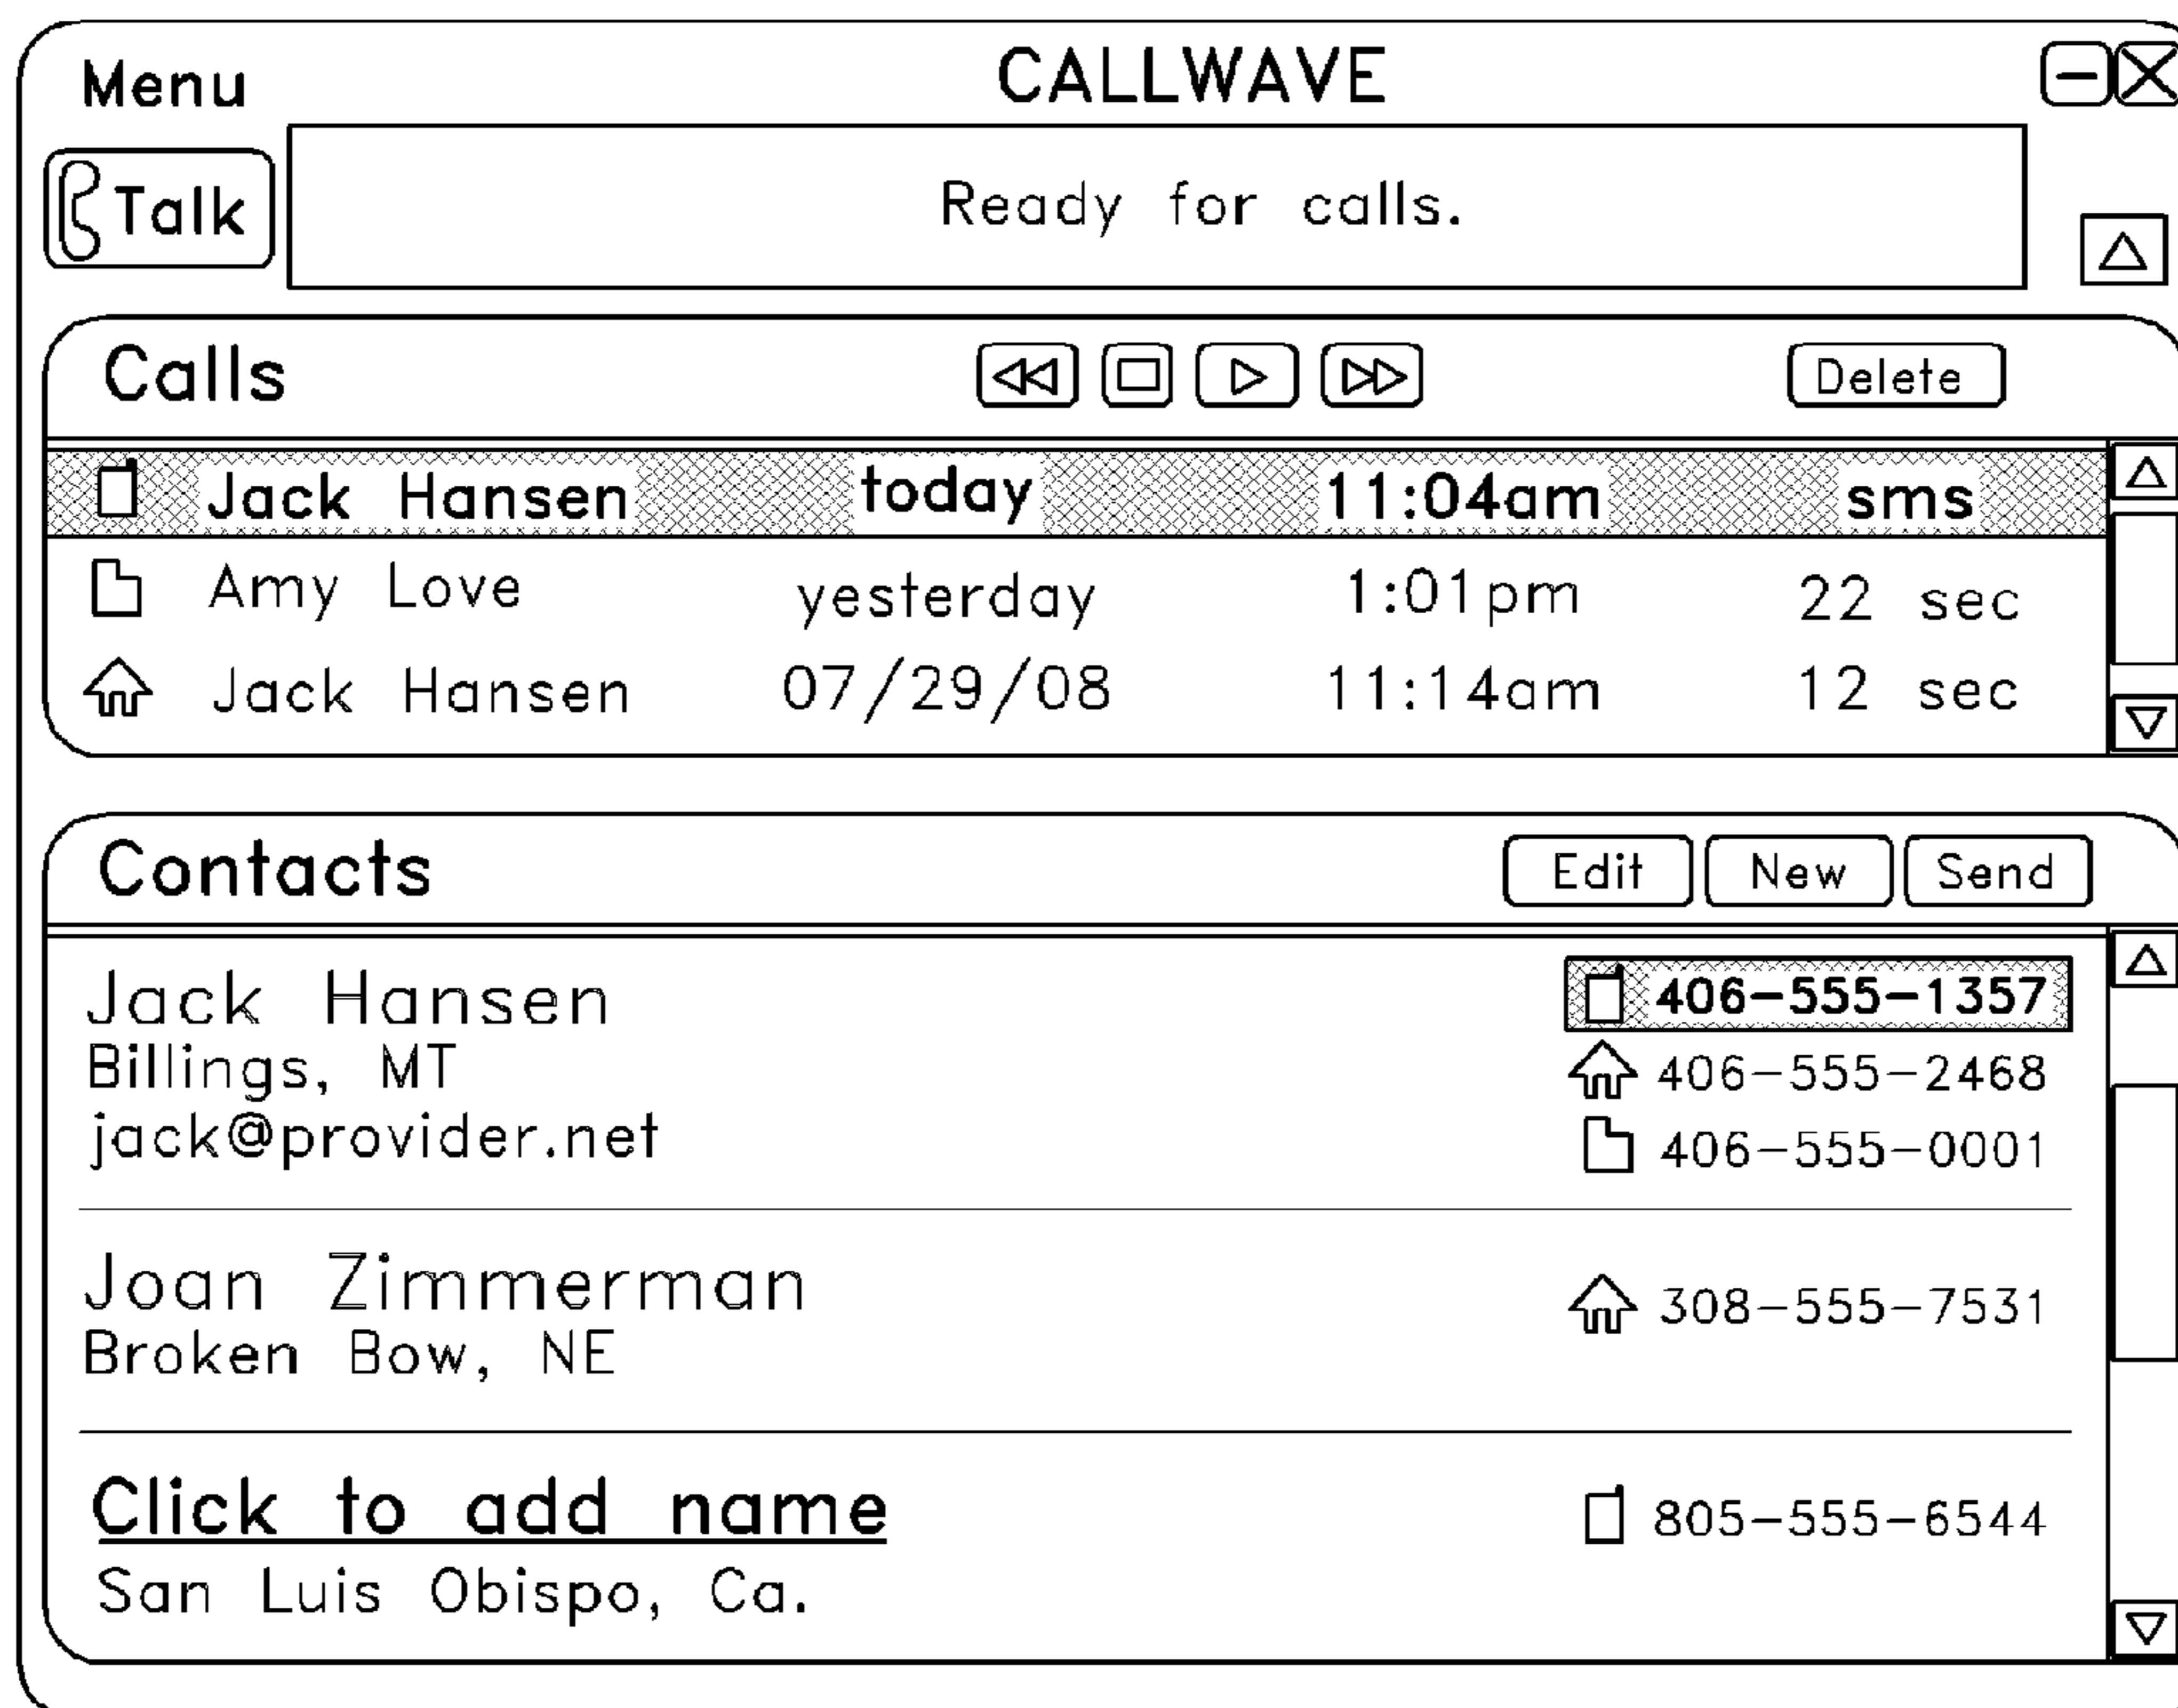 Menu CALLWAVE
Talk Ready for calls.
Calls Delete
Jack Hansen today 11:04am sms
Amy Love yesterday 1:01pm 22 sec
Jack Hansen 07/29/08 11:14am 12 sec
Contacts Edit New Send
Jack Hansen 406-555-1357
Billings, MT 406-555-2468
jack@provider.net 406-555-0001
Joan Zimmerman 308-555-7531
Broken Bow, NE
Click to add name 805-555-6544
San Luis Obispo, Ca.